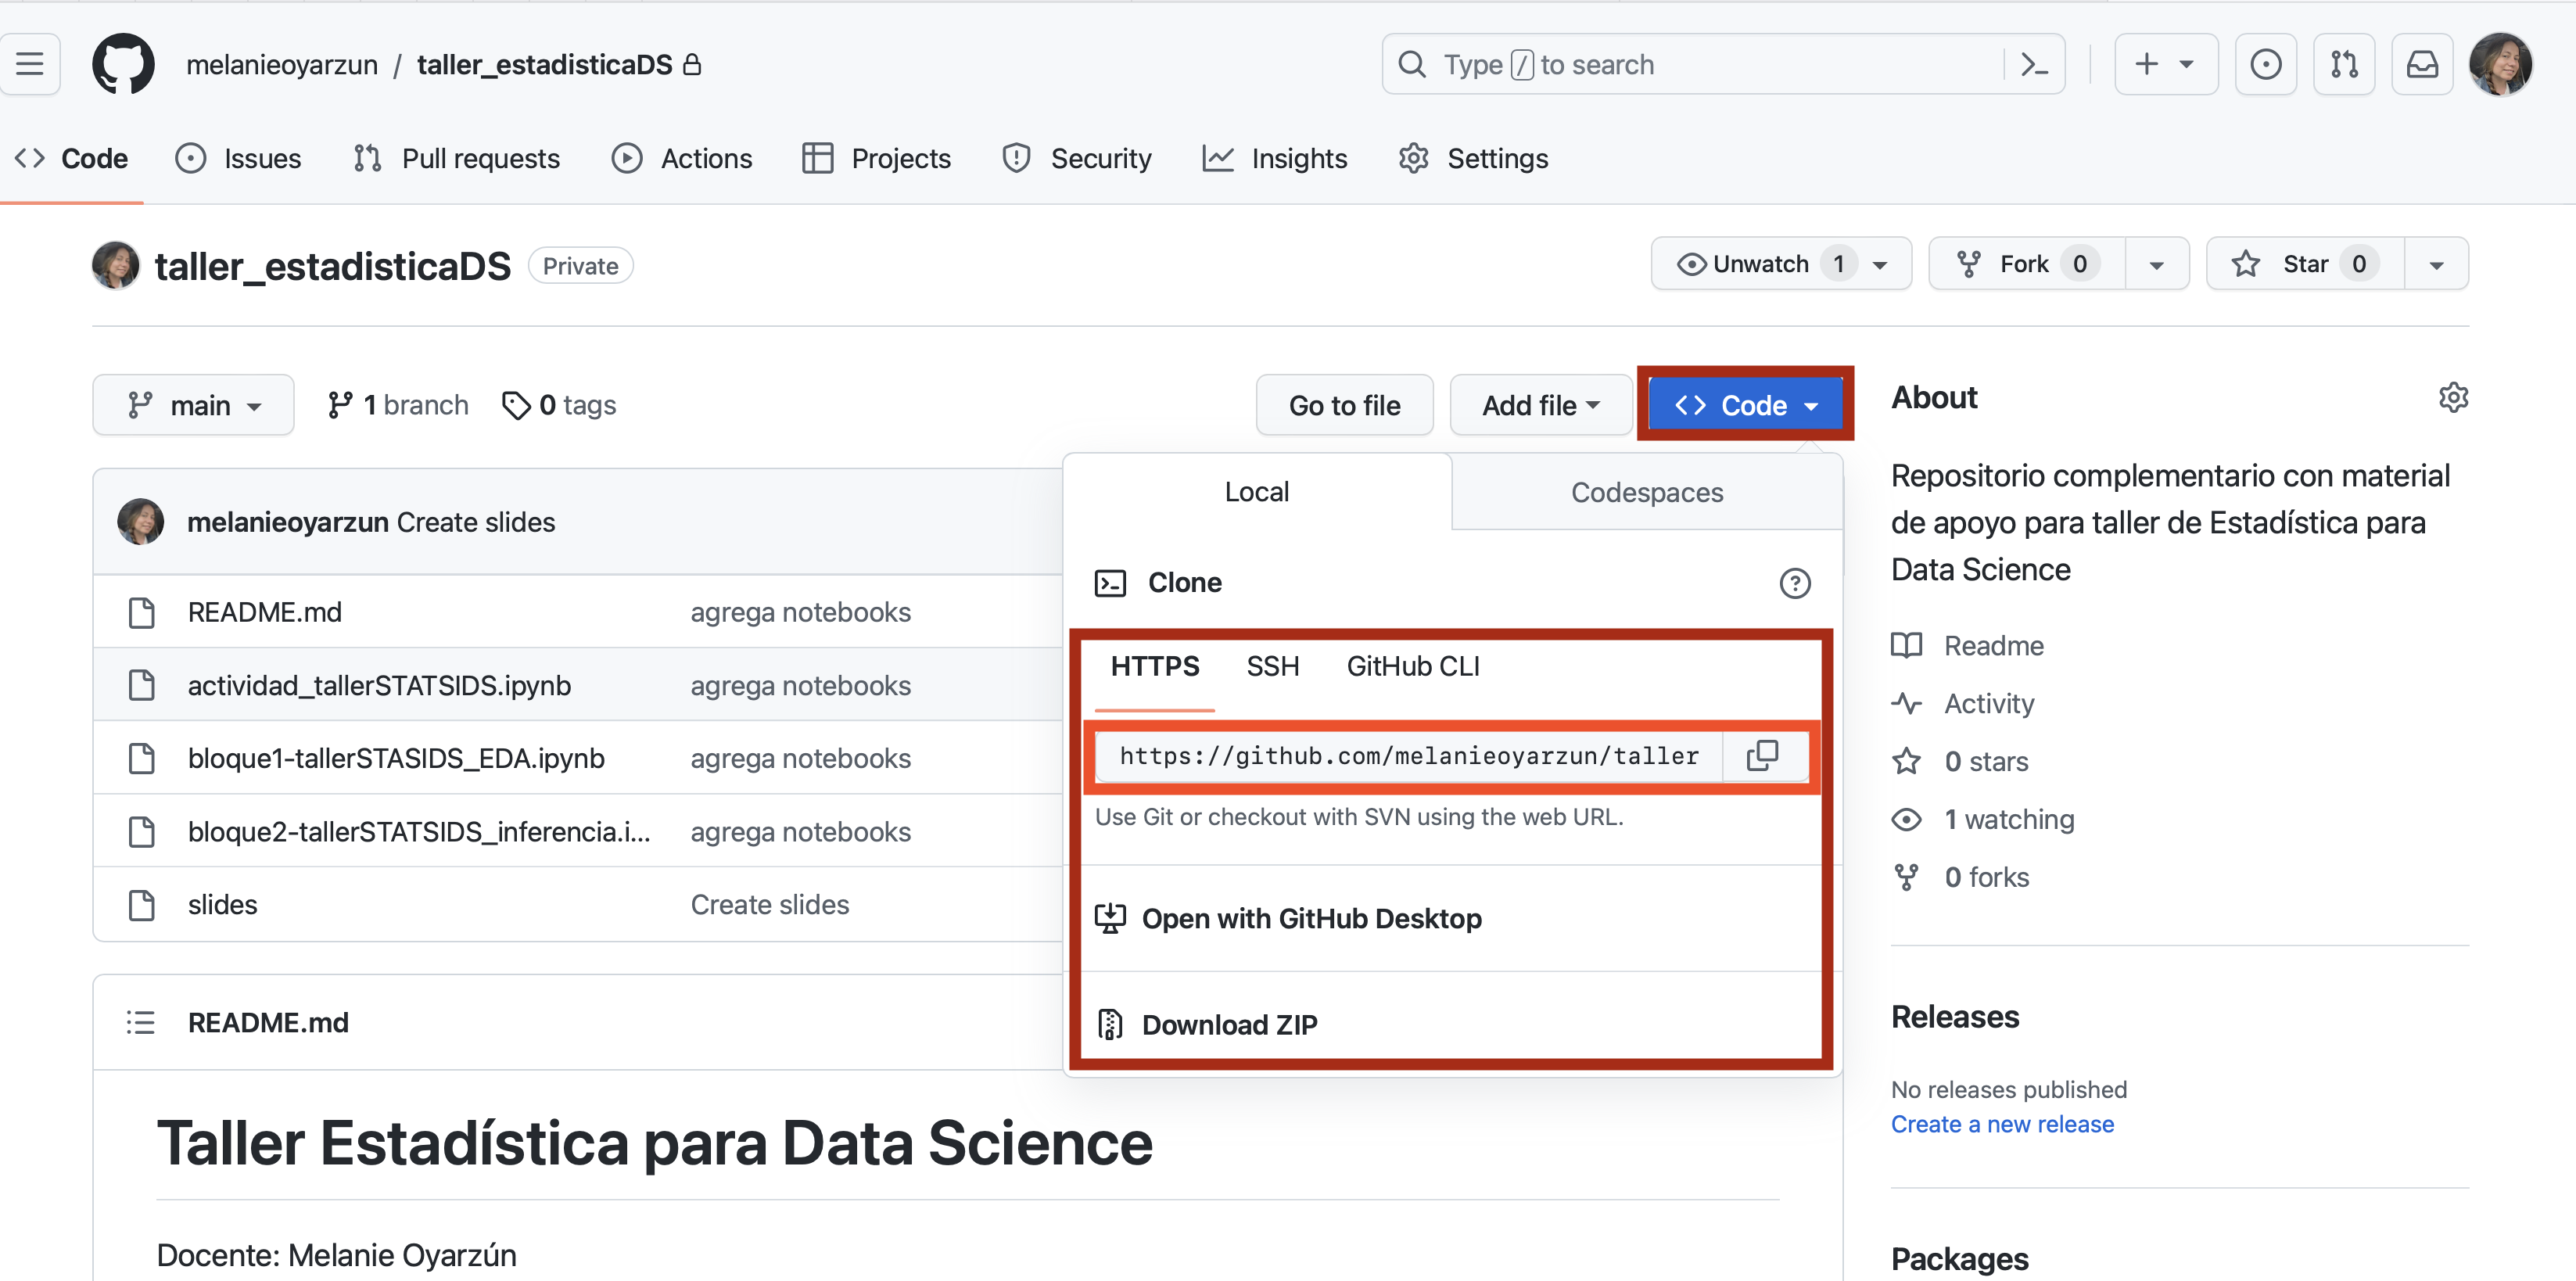 melanieoyarzun / taller_estadisticaDS
Type / to search
Code
Issues
Pull requests
Actions
Projects
Security
Insights
Settings
taller_estadisticaDS
Private
Unwatch 1
Fork 0
Star 0
main
1 branch
0 tags
Go to file
Add file
Code
melanieoyarzun Create slides
README.md agrega notebooks
actividad_tallerSTATSIDS.ipynb agrega notebooks
bloque1-tallerSTASIDS_EDA.ipynb agrega notebooks
bloque2-tallerSTATSIDS_inferencia.i... agrega notebooks
slides Create slides
Local
Codespaces
Clone
HTTPS
SSH
GitHub CLI
https://github.com/melanieoyarzun/taller
Use Git or checkout with SVN using the web URL.
Open with GitHub Desktop
Download ZIP
README.md
Taller Estadística para Data Science
Docente: Melanie Oyarzún
About
Repositorio complementario con material
de apoyo para taller de Estadística para
Data Science
Readme
Activity
0 stars
1 watching
0 forks
Releases
No releases published
Create a new release
Packages